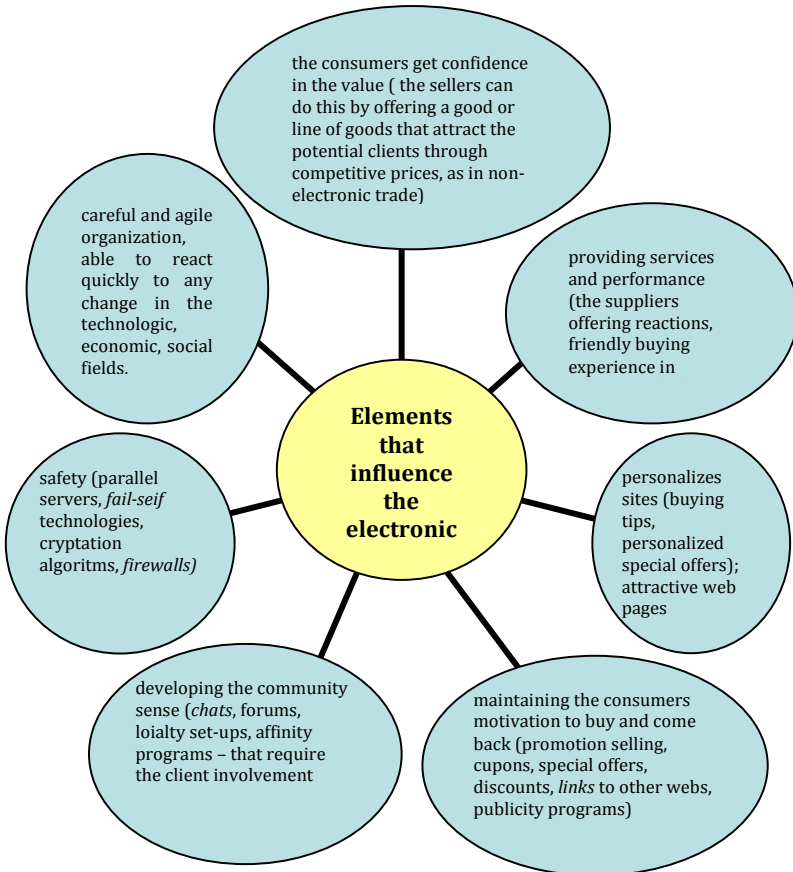 the consumers get confidence
in the value ( the sellers can
do this by offering a good or
line of goods that attract the
potential clients through
competitive prices, as in non-
electronic trade)
careful and agile
organization,
able to react
quickly to any
change in the
technologic,
economic, social
fields.
providing services
and performance
(the suppliers
offering reactions,
friendly buying
experience in
Elements
that
influence
the
electronic
safety (parallel
servers, fail-seif
technologies,
cryptation
algoritms, firewalls)
personalizes
sites (buying
tips,
personalized
special offers);
attractive web
pages
developing the community
sense (chats, forums,
loialty set-ups, affinity
programs – that require
the client involvement
maintaining the consumers
motivation to buy and come
back (promotion selling,
cupons, special offers,
discounts, links to other webs,
publicity programs)